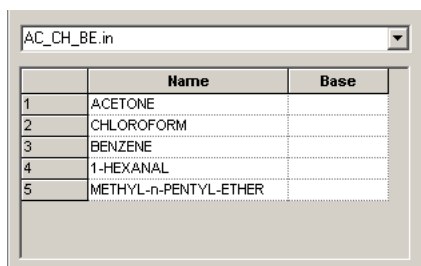 AC_CH_BE.in
Name Base
1 ACETONE
2 CHLOROFORM
3 BENZENE
4 1-HEXANAL
5 METHYL-n-PENTYL-ETHER